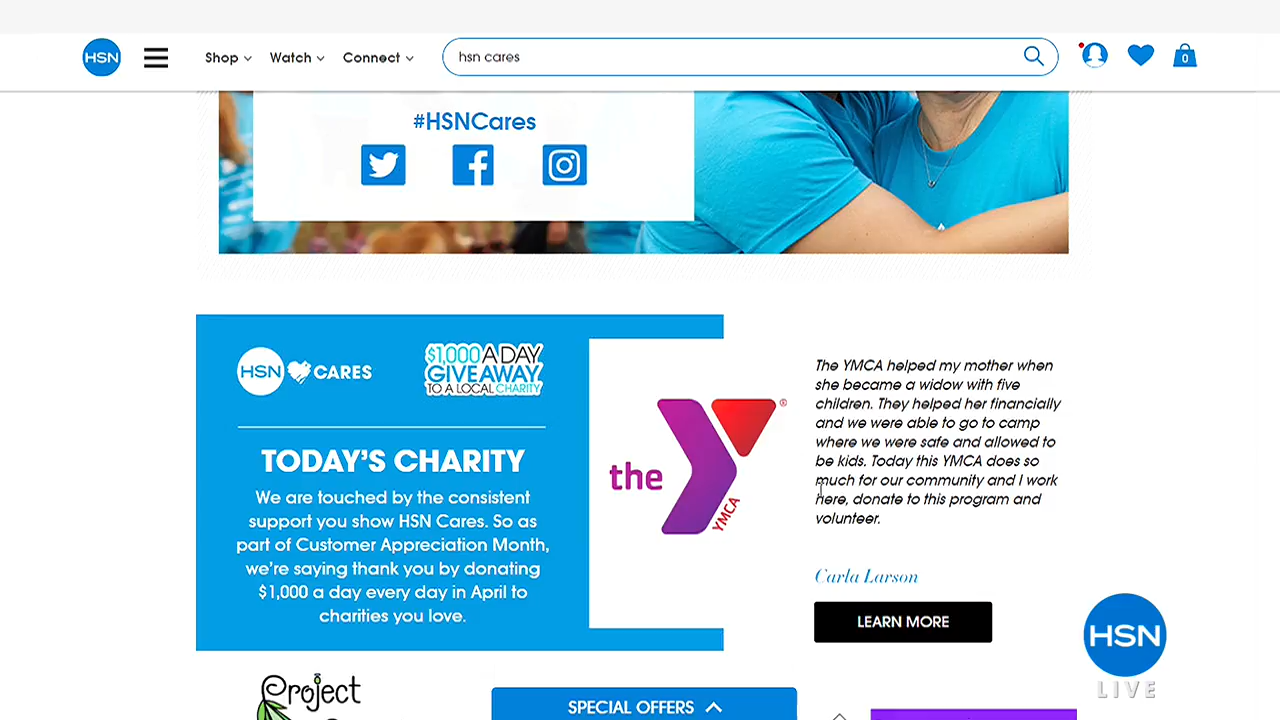 HSN
Shop
Watch
Connect
hsn cares
0
#HSNCares
HSN CARES
$1,000 A DAY
GIVEAWAY
TO A LOCAL CHARITY
TODAY'S CHARITY
We are touched by the consistent
support you show HSN Cares. So as
part of Customer Appreciation Month,
we're saying thank you by donating
$1,000 a day every day in April to
charities you love.
the YMCA®
The YMCA helped my mother when
she became a widow with five
children. They helped her financially
and we were able to go to camp
where we were safe and allowed to
be kids. Today this YMCA does so
much for our community and I work
here, donate to this program and
volunteer.
Carla Larson
LEARN MORE
HSN
LIVE
Project
SPECIAL OFFERS